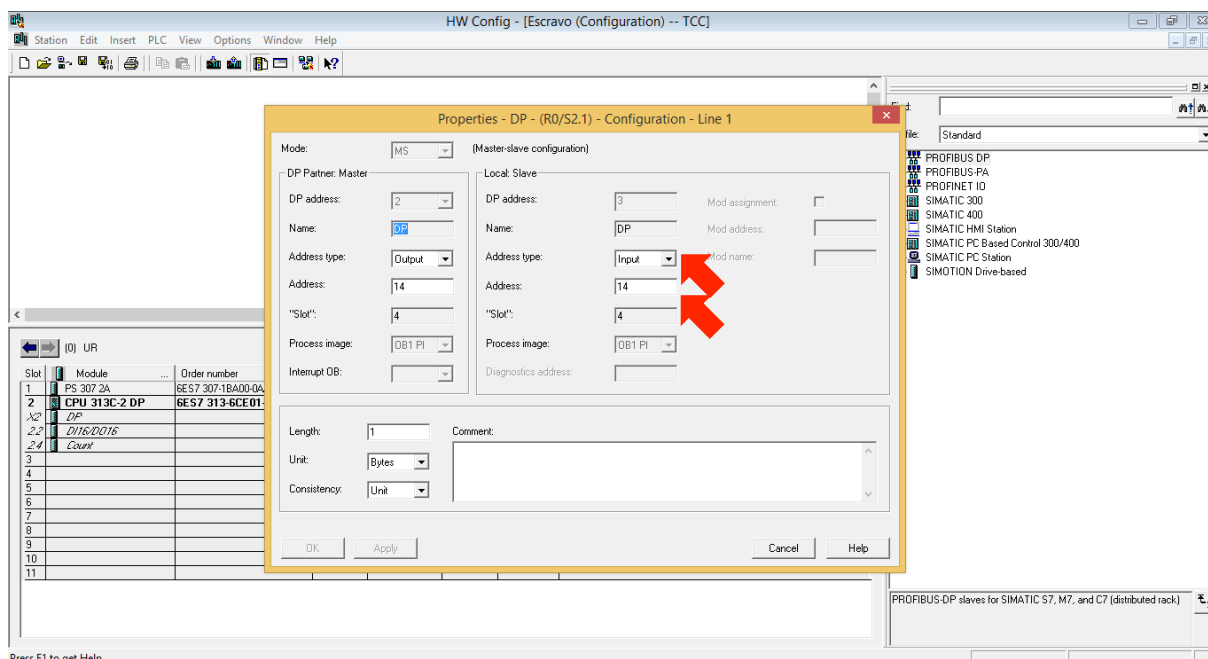 HW Config - [Escravo (Configuration) -- TCC]
Station Edit Insert PLC View Options Window Help
Properties - DP - (R0/S2.1) - Configuration - Line 1
Mode: MS (Master-slave configuration)
DP Partner: Master
DP address: 2
Name: DP
Address type: Output
Address: 14
"Slot": 4
Process image: OB1 PI
Interrupt OB:
Local: Slave
DP address: 3
Name: DP
Address type: Input
Address: 14
"Slot": 4
Process image: OB1 PI
Diagnostics address:
Mod assignment:
Mod address:
Mod name:
Length: 1
Unit: Bytes
Consistency: Unit
Comment:
OK Apply Cancel Help
Standard
PROFIBUS DP
PROFIBUS-PA
PROFINET IO
SIMATIC 300
SIMATIC 400
SIMATIC HMI Station
SIMATIC PC Based Control 300/400
SIMATIC PC Station
SIMOTION Drive-based
(0) UR
Slot Module ... Order number
1 PS 307 2A 6ES7 307-1BA00-0A
2 CPU 313C-2 DP 6ES7 313-6CE01-
X2 DP
2.2 DI16/DO16
2.4 Count
3
4
5
6
7
8
9
10
11
PROFIBUS-DP slaves for SIMATIC S7, M7, and C7 (distributed rack)
Press F1 to get Help.